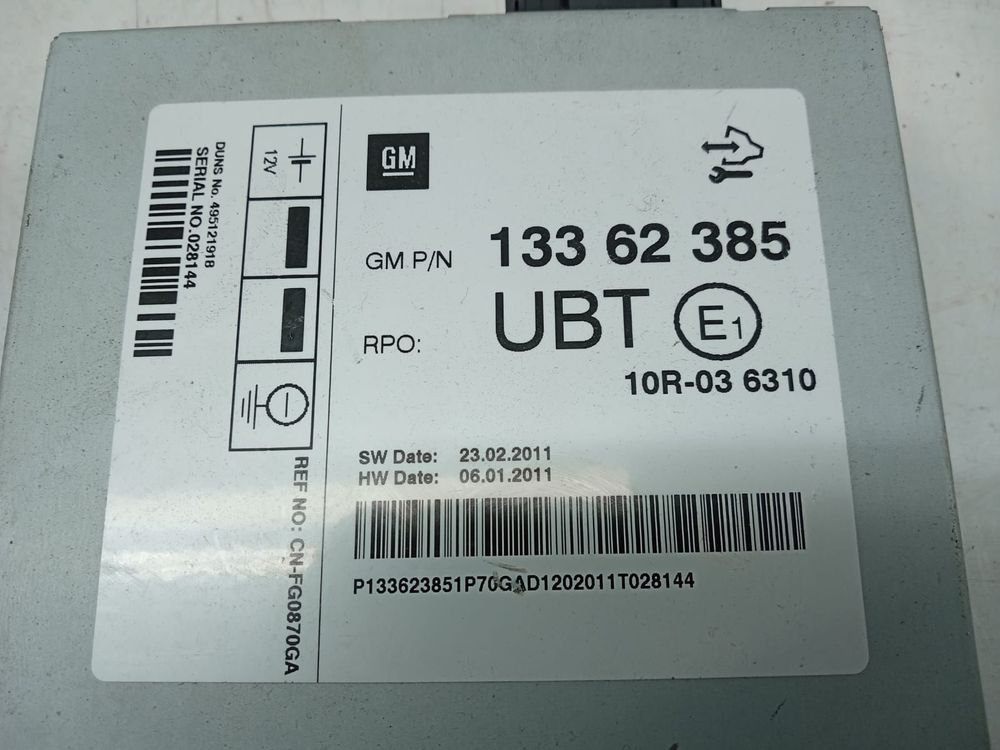 DUNS No. 495121918
SERIAL NO.028144
12V
REF NO: CN-FG0870GA
GM
GM P/N 133 62 385
RPO: UBT E1
10R-03 6310
SW Date: 23.02.2011
HW Date: 06.01.2011
P133623851P70GAD1202011T028144